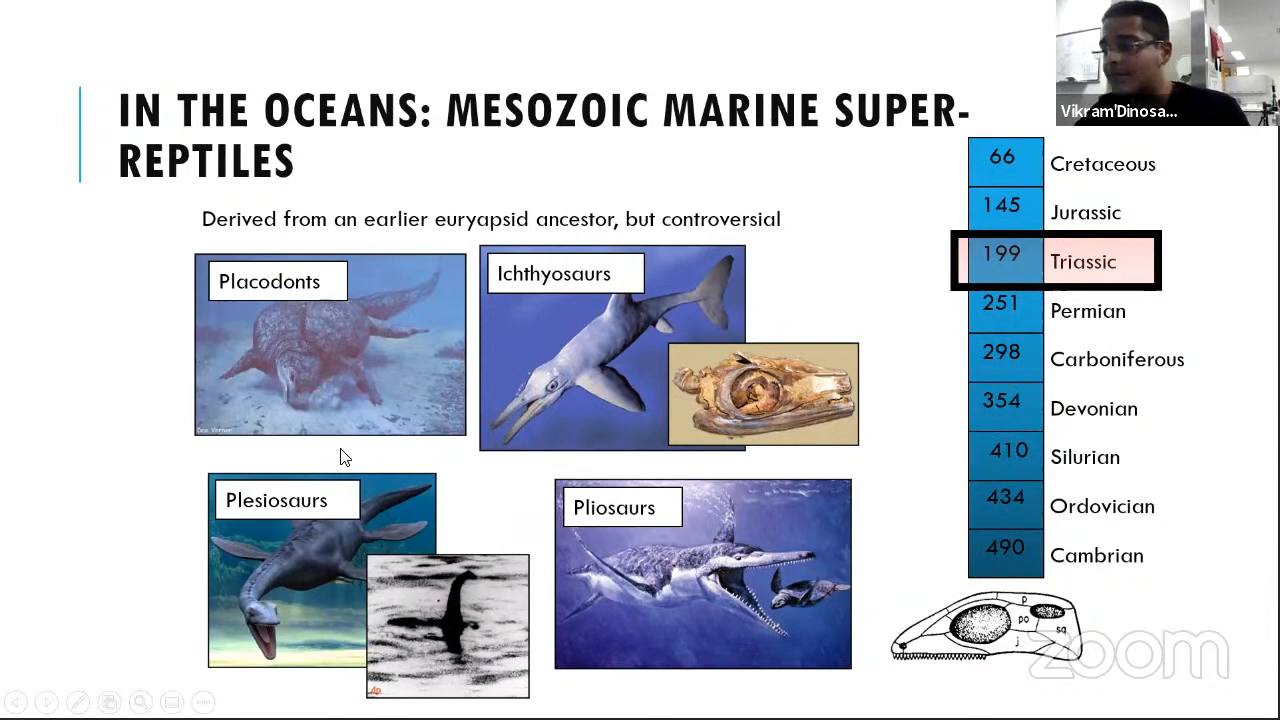 Vikram'Dinosa...
IN THE OCEANS: MESOZOIC MARINE SUPER-
REPTILES
Derived from an earlier euryapsid ancestor, but controversial
Placodonts
Ichthyosaurs
Plesiosaurs
Pliosaurs
66 Cretaceous
145 Jurassic
199 Triassic
251 Permian
298 Carboniferous
354 Devonian
410 Silurian
434 Ordovician
490 Cambrian
p
po
sq
j
zoom